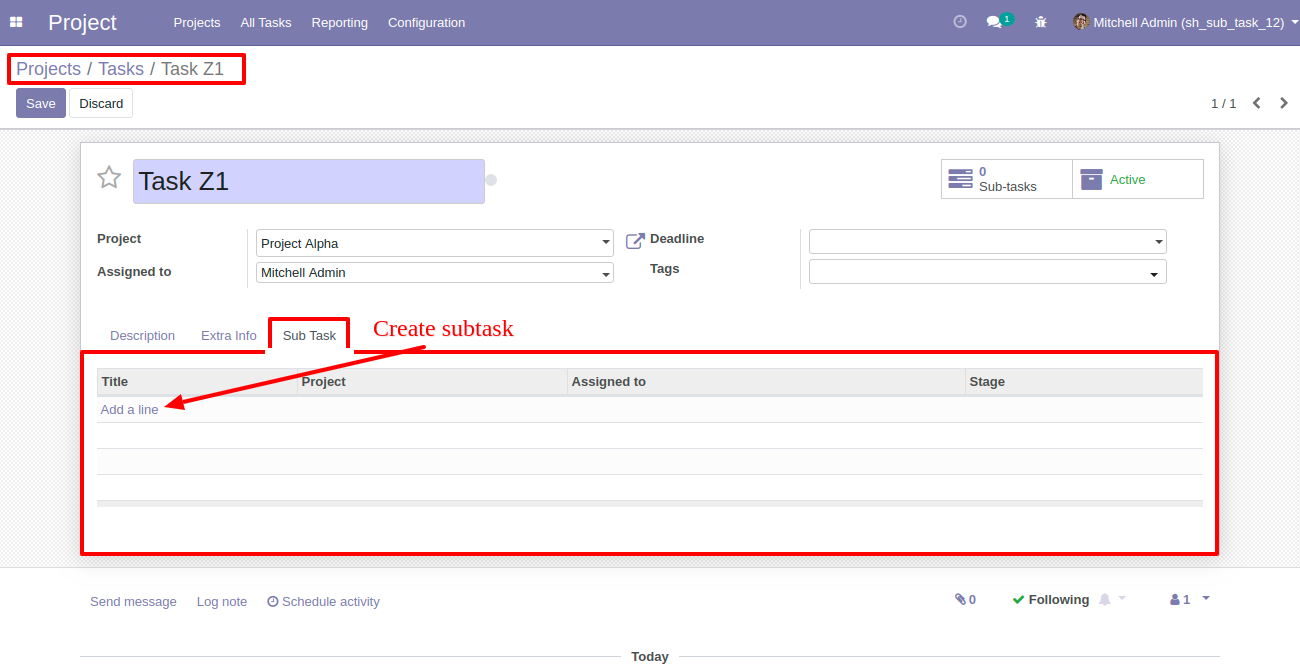 Project Projects All Tasks Reporting Configuration 1 Mitchell Admin (sh_sub_task_12)
Projects / Tasks / Task Z1
Save Discard 1 / 1
Task Z1 0 Sub-tasks Active
Project Project Alpha Deadline
Assigned to Mitchell Admin Tags
Description Extra Info Sub Task Create subtask
Title Project Assigned to Stage
Add a line
Send message Log note Schedule activity 0 Following 1
Today